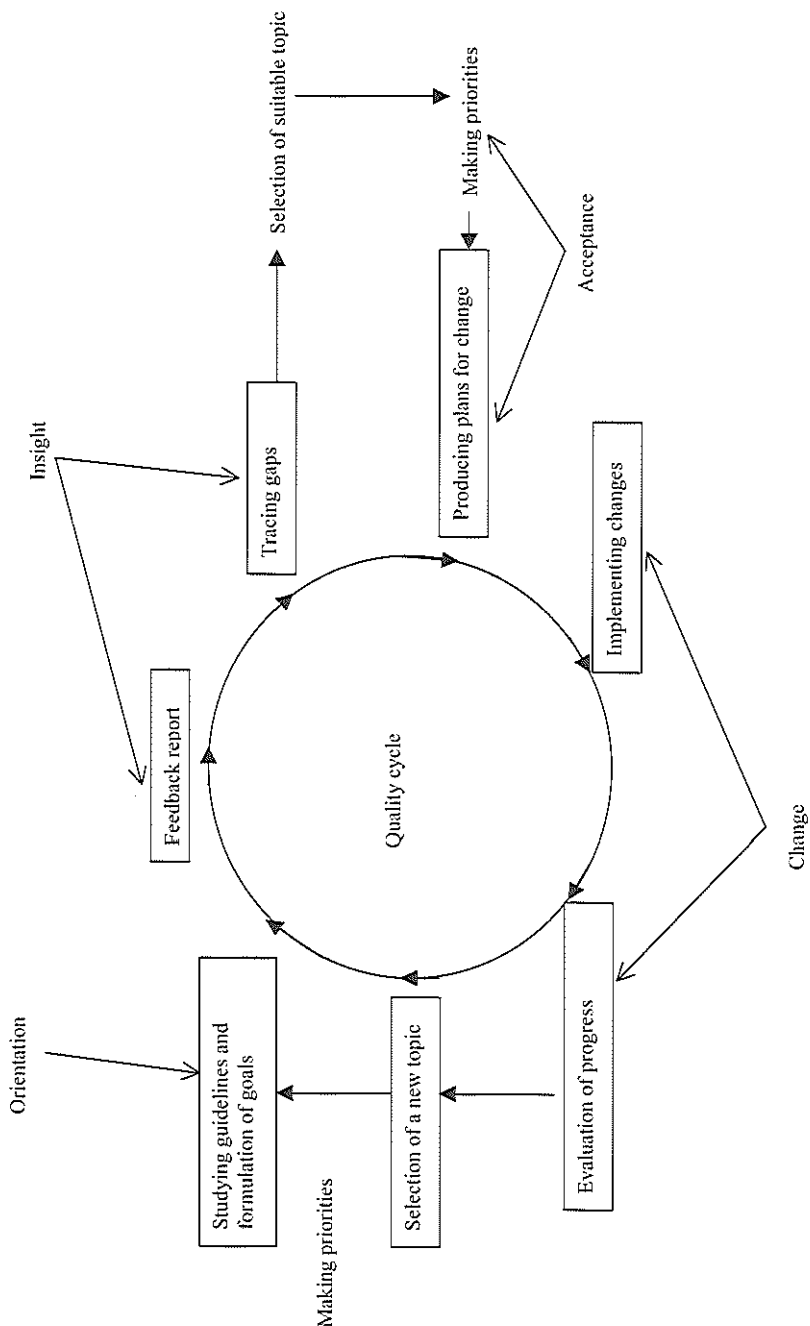 Orientation
Insight
Studying guidelines and
formulation of goals
Feedback report
Tracing gaps
Selection of suitable topic
Making priorities
Selection of a new topic
Quality cycle
Producing plans for change
Making priorities
Evaluation of progress
Implementing changes
Acceptance
Change